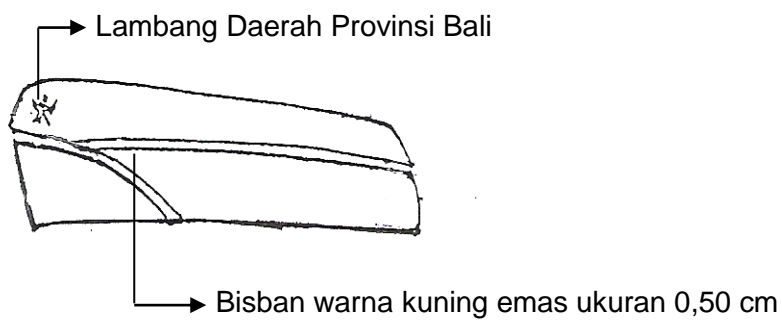 Lambang Daerah Provinsi Bali
Bisban warna kuning emas ukuran 0,50 cm